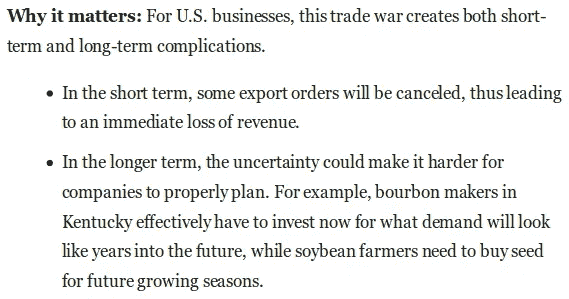 Why it matters: For U.S. businesses, this trade war creates both short-
term and long-term complications.
• In the short term, some export orders will be canceled, thus leading
to an immediate loss of revenue.
• In the longer term, the uncertainty could make it harder for
companies to properly plan. For example, bourbon makers in
Kentucky effectively have to invest now for what demand will look
like years into the future, while soybean farmers need to buy seed
for future growing seasons.